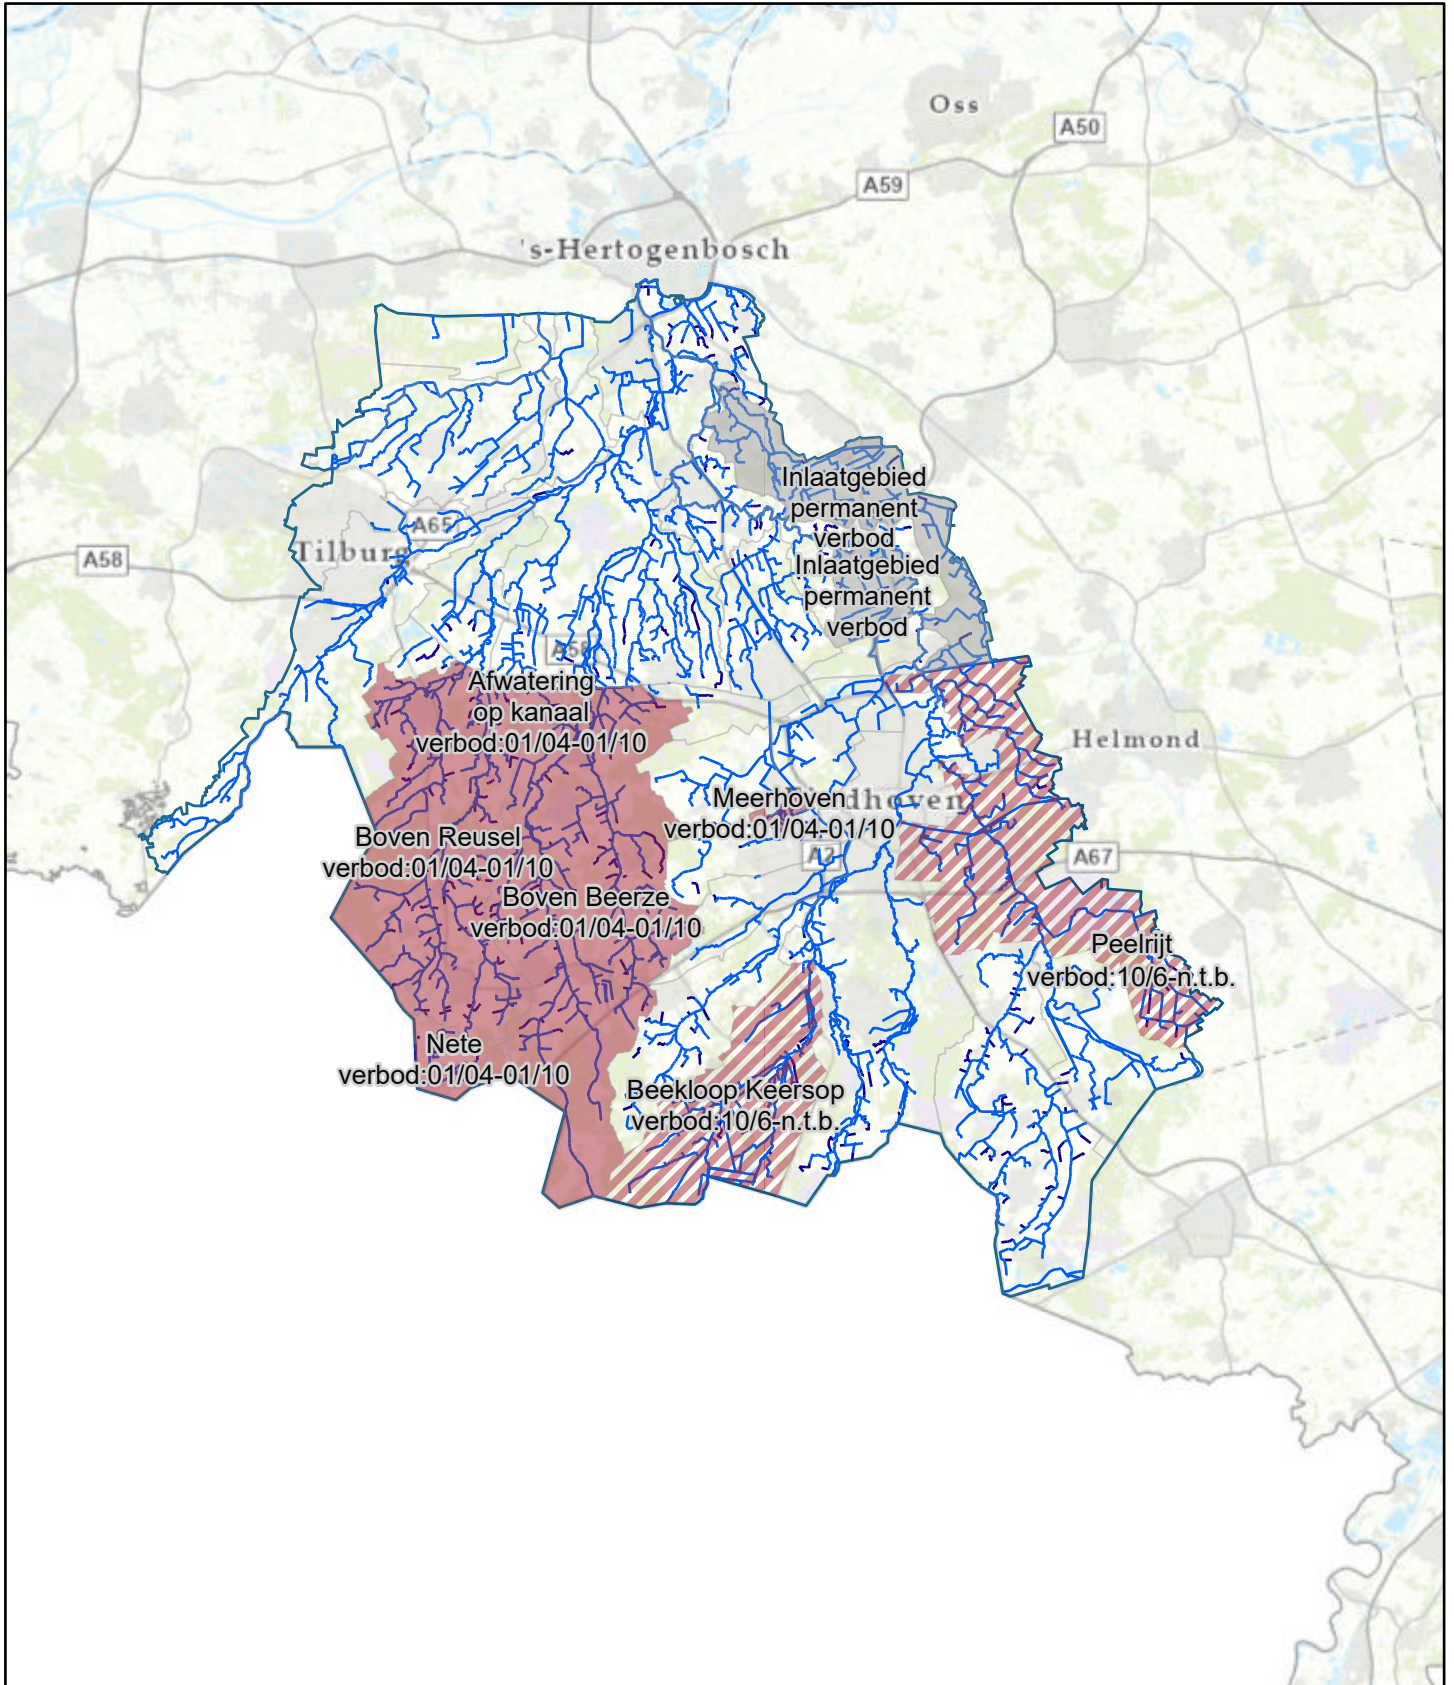 Oss
A50
A59
's-Hertogenbosch
Inlaatgebied
permanent
verbod
A65
Tilburg
A58
Inlaatgebied
permanent
verbod
A58
Afwatering
op kanaal
verbod:01/04-01/10
Helmond
Meerhoven
dhoven
verbod:01/04-01/10
Boven Reusel
verbod:01/04-01/10
A2
A67
Boven Beerze
verbod:01/04-01/10
Peelrijt
verbod:10/6-n.t.b.
Nete
verbod:01/04-01/10
Beekloop Keersop
verbod:10/6-n.t.b.